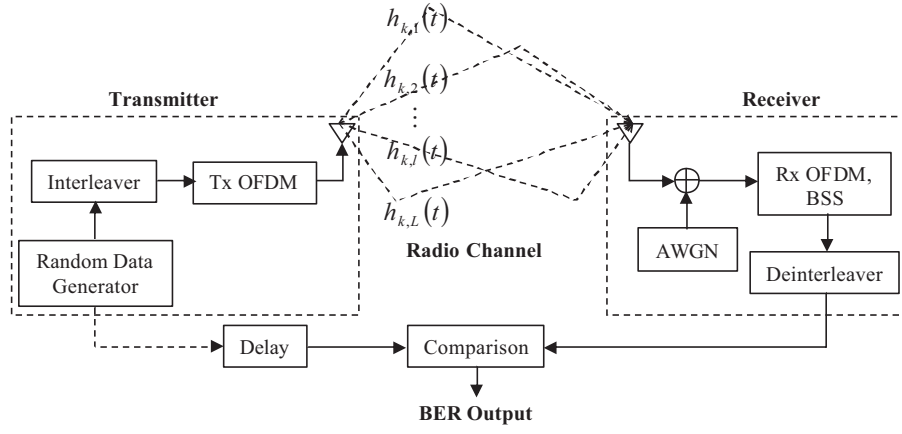 h_{k,1}(t)
h_{k,2}(t)
⋮
h_{k,l}(t)
h_{k,L}(t)
Radio Channel
Transmitter
Interleaver
Tx OFDM
Random Data
Generator
Receiver
Rx OFDM,
BSS
AWGN
Deinterleaver
Delay
Comparison
BER Output